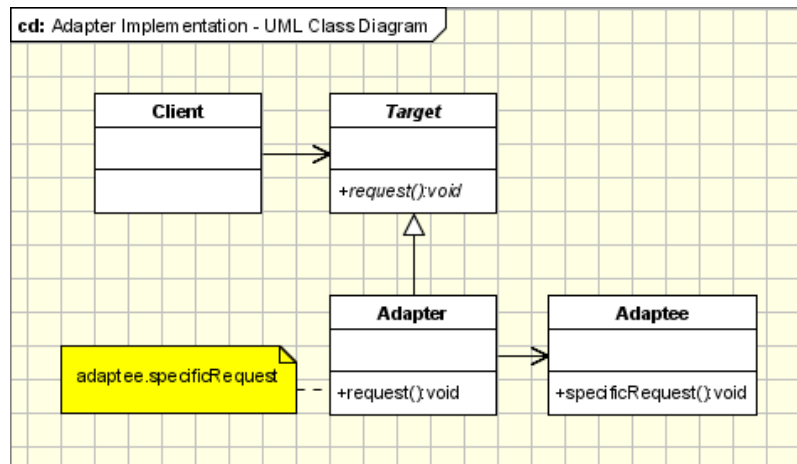 cd: Adapter Implementation - UML Class Diagram
Client
Target
+request():void
Adapter
Adaptee
adaptee.specificRequest
+request():void
+specificRequest():void